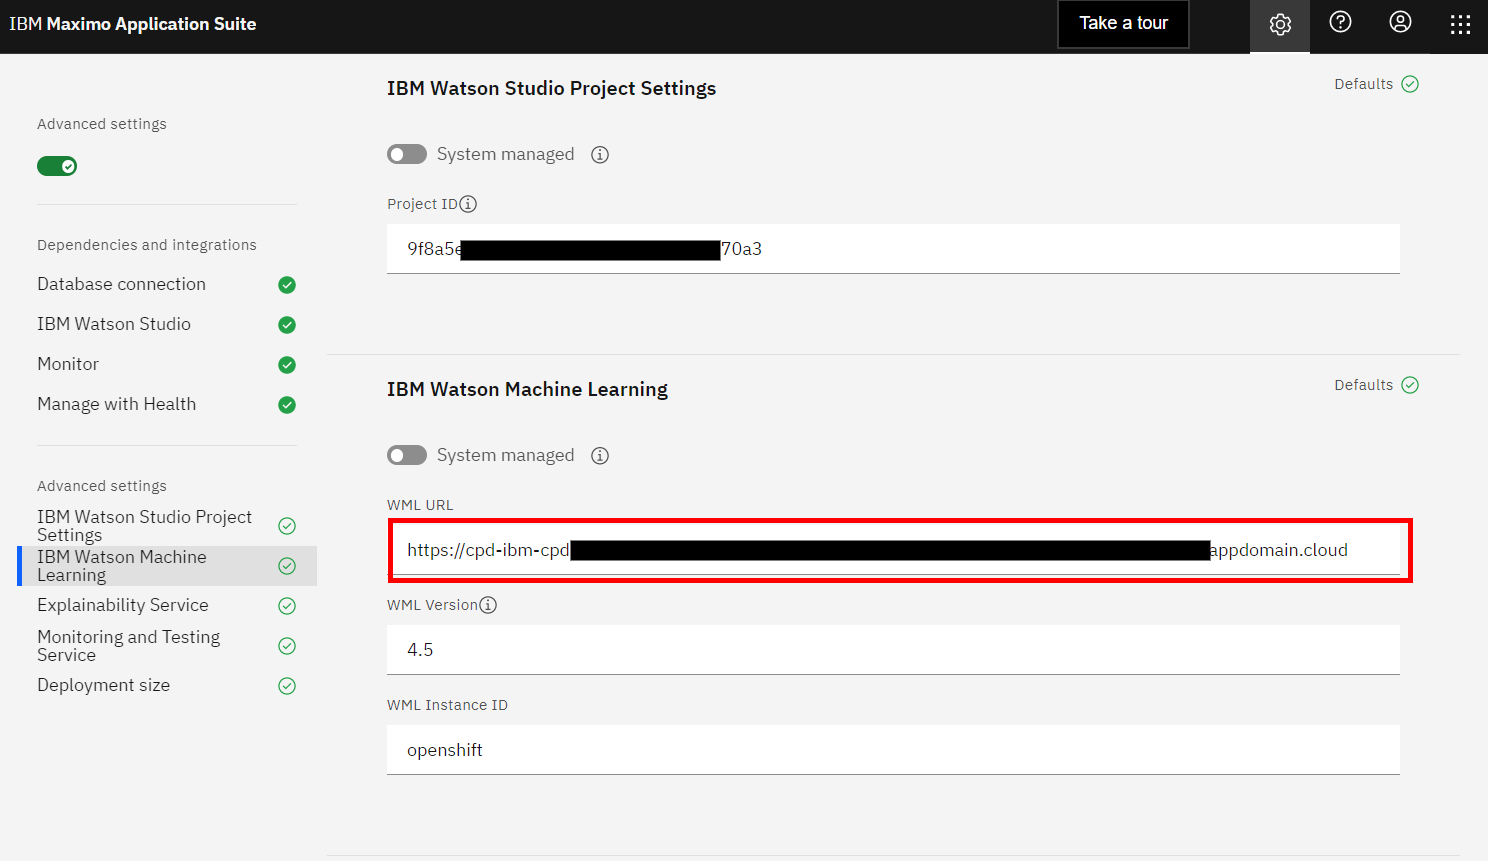 IBM Maximo Application Suite
Take a tour
Advanced settings
Dependencies and integrations
Database connection
IBM Watson Studio
Monitor
Manage with Health
Advanced settings
IBM Watson Studio Project
Settings
IBM Watson Machine
Learning
Explainability Service
Monitoring and Testing
Service
Deployment size
IBM Watson Studio Project Settings
Defaults
System managed
Project ID
9f8a5e 70a3
IBM Watson Machine Learning
Defaults
System managed
WML URL
https://cpd-ibm-cpd appdomain.cloud
WML Version
4.5
WML Instance ID
openshift